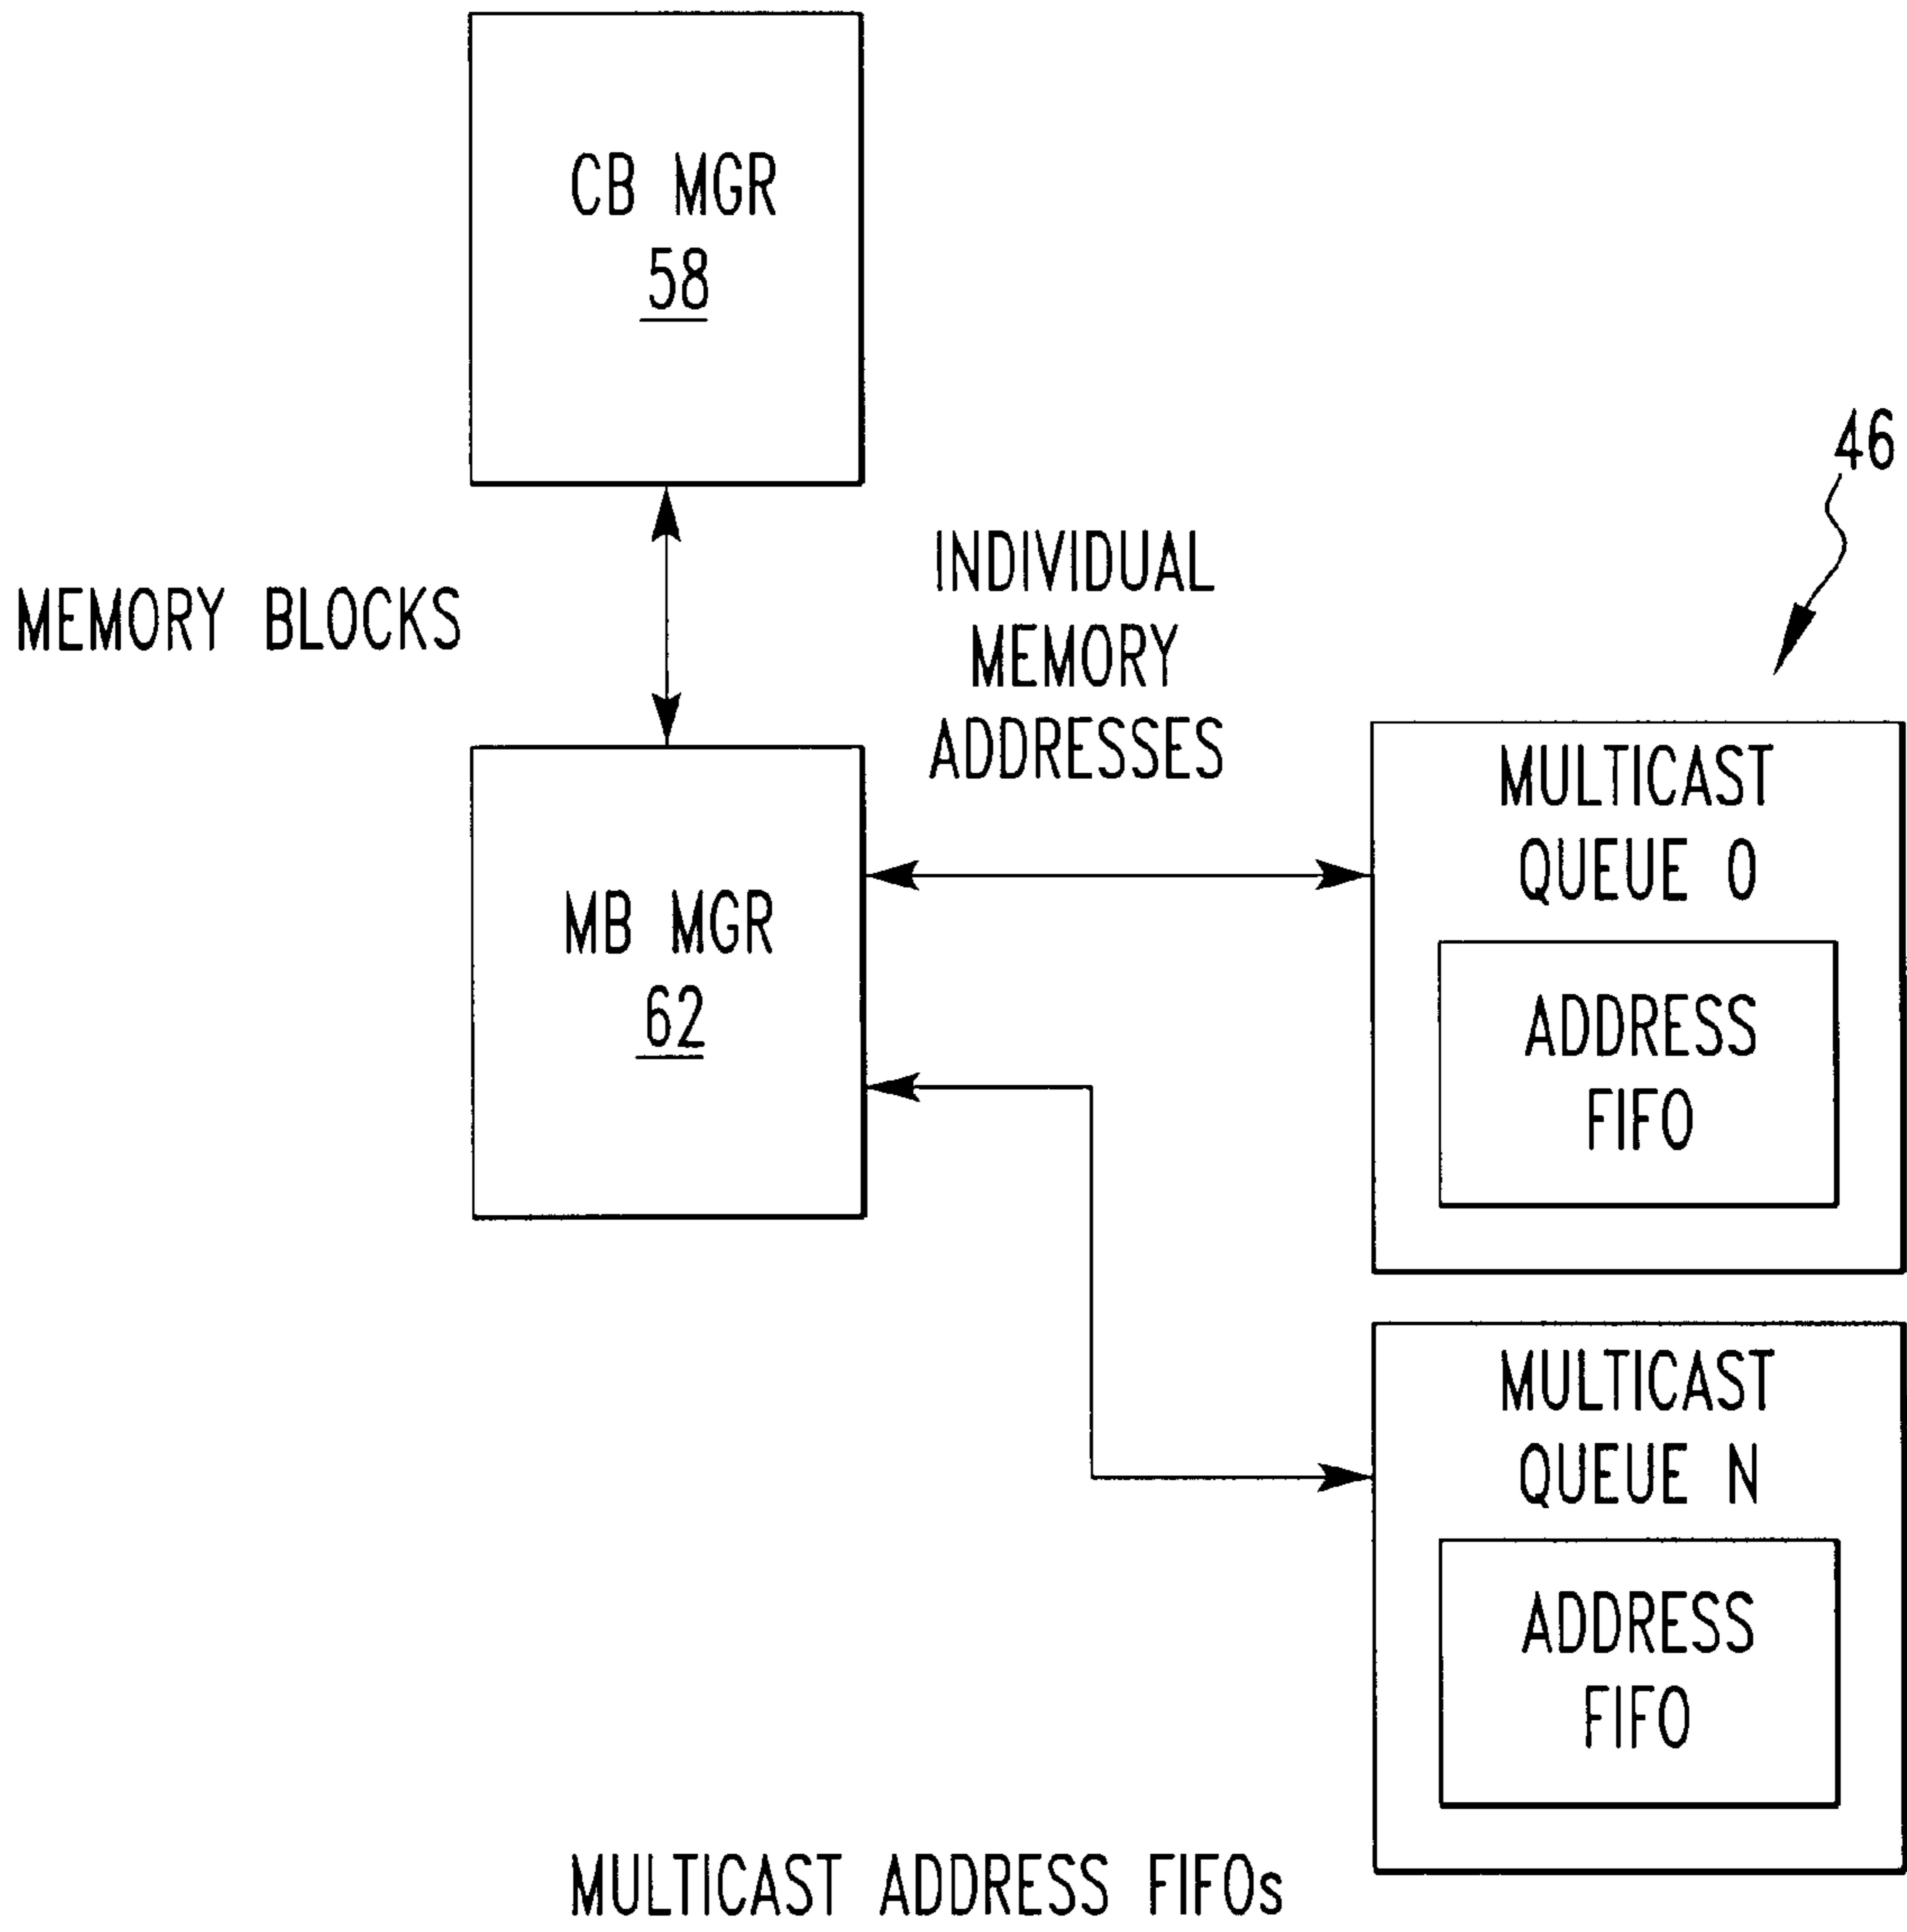 CB MGR
58
46
MEMORY BLOCKS
INDIVIDUAL
MEMORY
ADDRESSES
MB MGR
62
MULTICAST
QUEUE 0
ADDRESS
FIFO
MULTICAST
QUEUE N
ADDRESS
FIFO
MULTICAST ADDRESS FIFOs